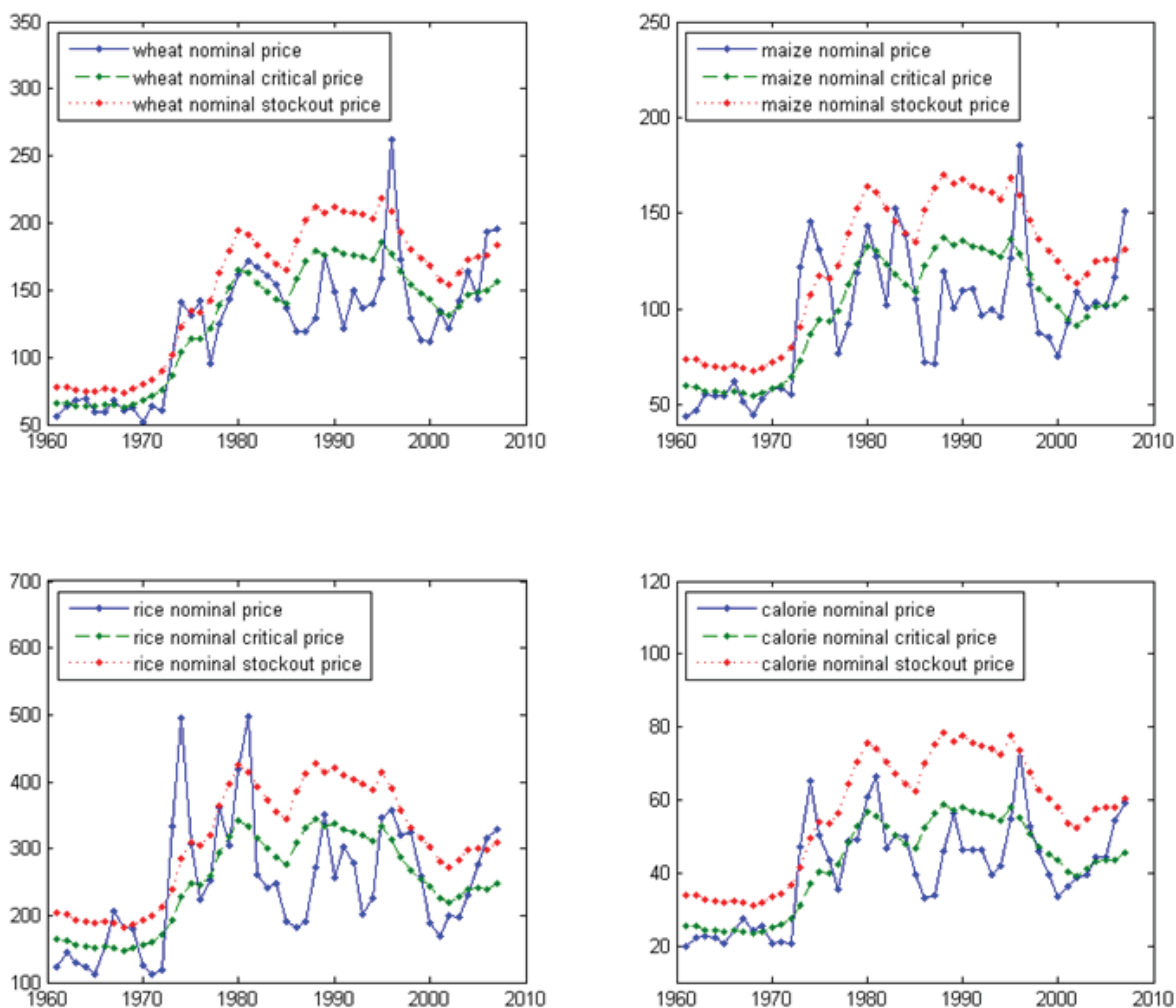 350
300
250
200
150
100
50
1960 1970 1980 1990 2000 2010
wheat nominal price
wheat nominal critical price
wheat nominal stockout price
250
200
150
100
50
1960 1970 1980 1990 2000 2010
maize nominal price
maize nominal critical price
maize nominal stockout price
700
600
500
400
300
200
100
1960 1970 1980 1990 2000 2010
rice nominal price
rice nominal critical price
rice nominal stockout price
120
100
80
60
40
20
1960 1970 1980 1990 2000 2010
calorie nominal price
calorie nominal critical price
calorie nominal stockout price